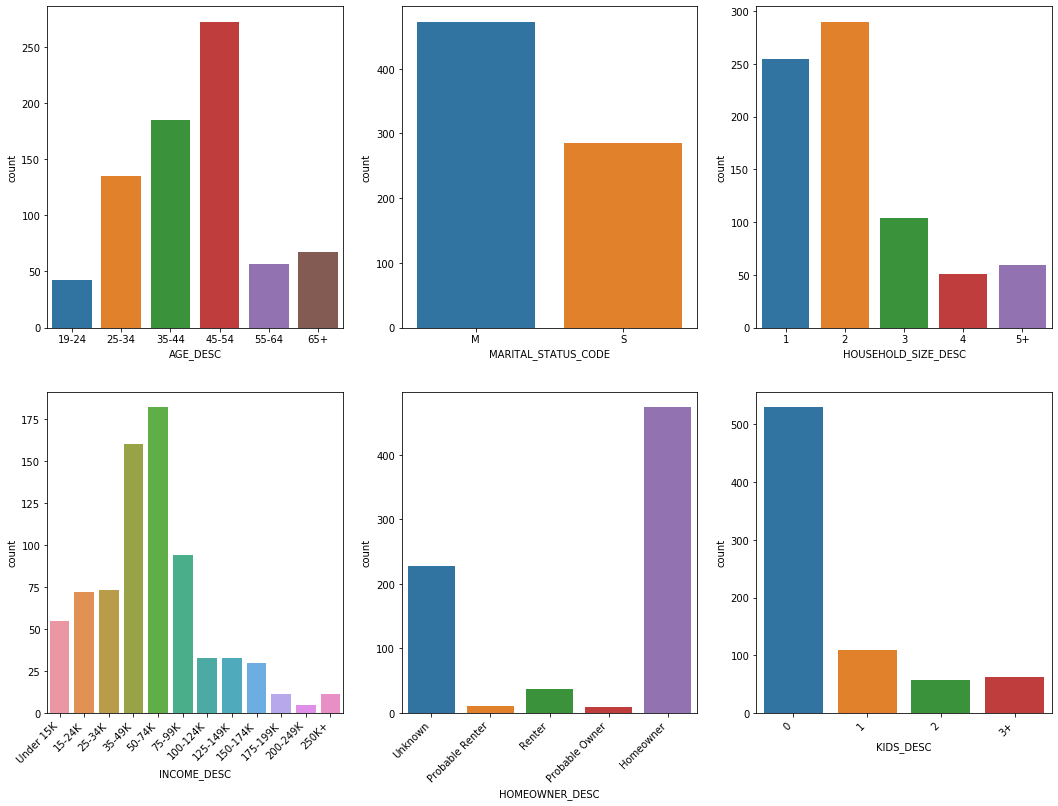 250
200
150
100
50
0
count
19-24 25-34 35-44 45-54 55-64 65+
AGE_DESC
400
300
200
100
0
count
M S
MARITAL_STATUS_CODE
300
250
200
150
100
50
0
count
1 2 3 4 5+
HOUSEHOLD_SIZE_DESC
175
150
125
100
75
50
25
0
count
Under 15K 15-24K 25-34K 35-49K 50-74K 75-99K 100-124K 125-149K 150-174K 175-199K 200-249K 250K+
INCOME_DESC
400
300
200
100
0
count
Unknown Probable Renter Renter Probable Owner Homeowner
HOMEOWNER_DESC
500
400
300
200
100
0
count
0 1 2 3+
KIDS_DESC